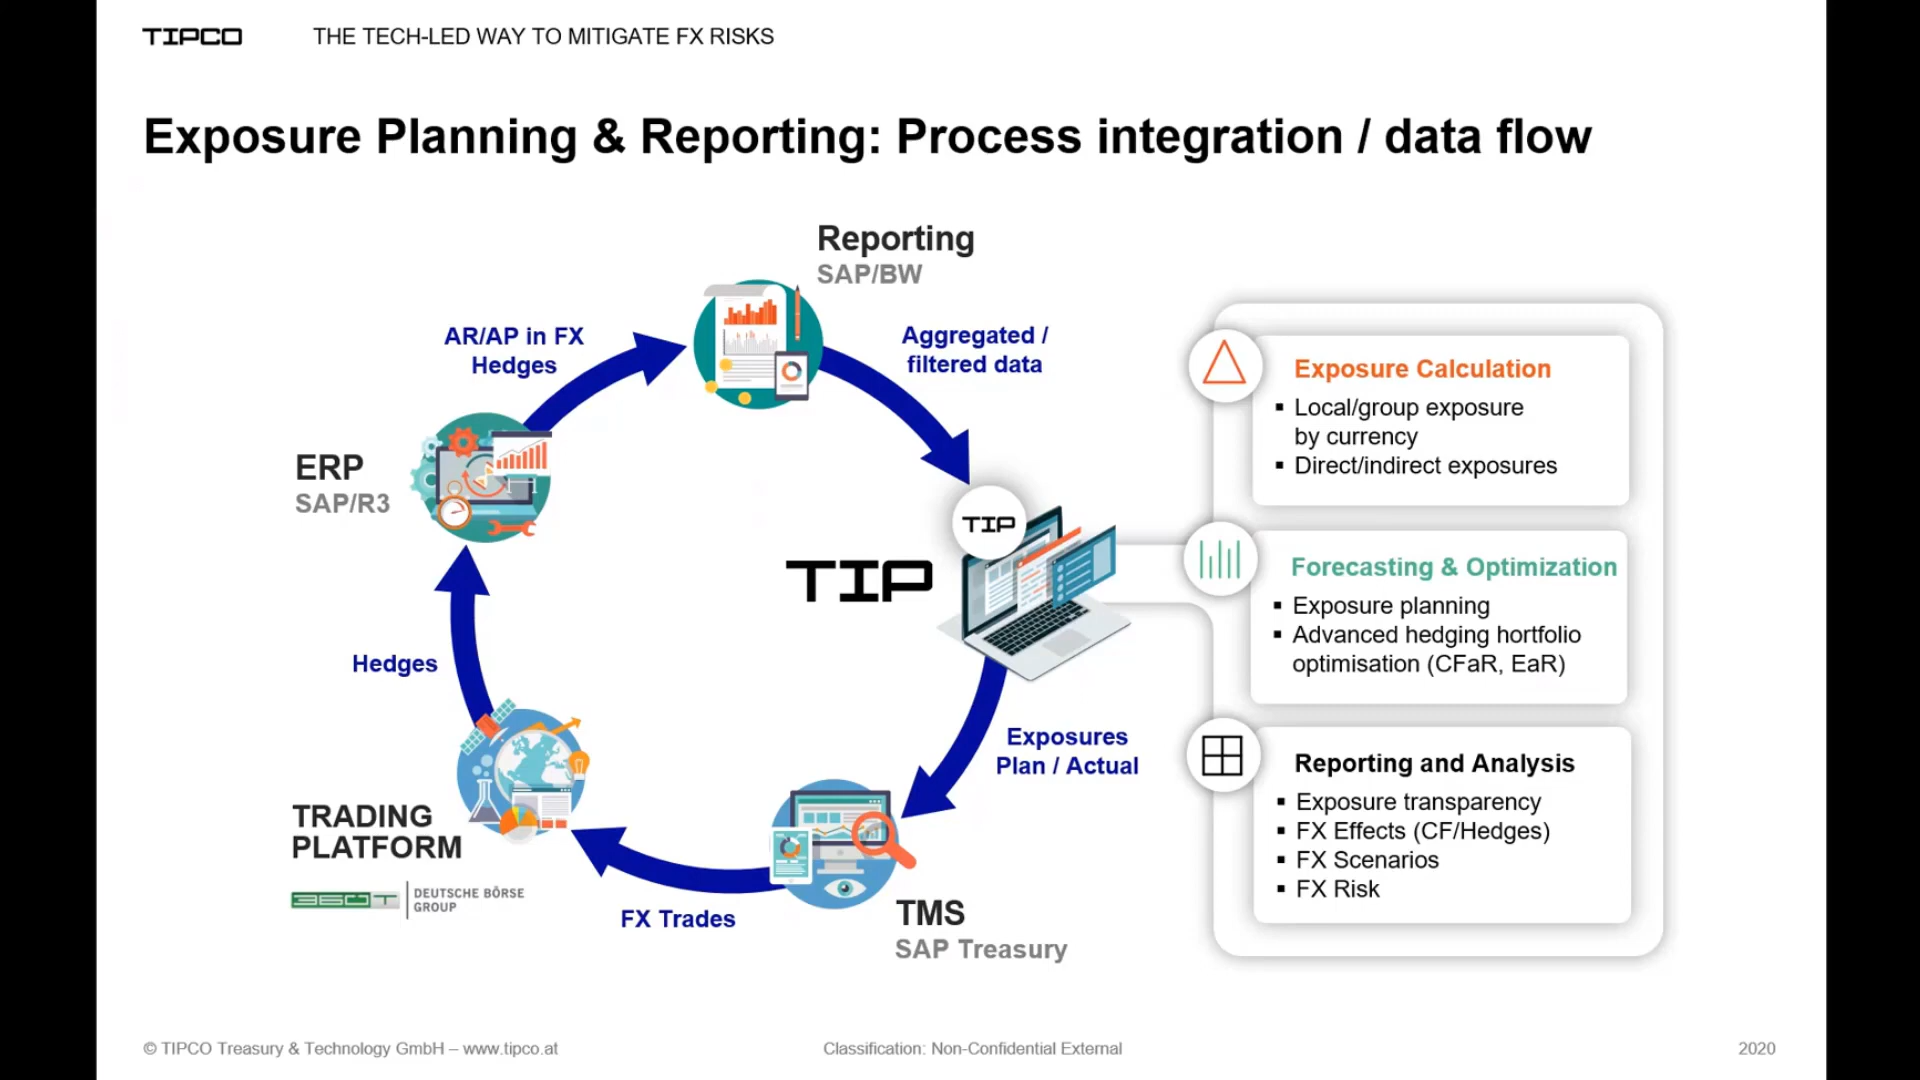 TIPCO
THE TECH-LED WAY TO MITIGATE FX RISKS
Exposure Planning & Reporting: Process integration / data flow
Reporting
SAP/BW
AR/AP in FX
Hedges
Aggregated /
filtered data
ERP
SAP/R3
TIP
TIP
Hedges
Exposures
Plan / Actual
TRADING
PLATFORM
360T
DEUTSCHE BÖRSE
GROUP
FX Trades
TMS
SAP Treasury
Exposure Calculation
▪ Local/group exposure
by currency
▪ Direct/indirect exposures
Forecasting & Optimization
▪ Exposure planning
▪ Advanced hedging hortfolio
optimisation (CFaR, EaR)
Reporting and Analysis
▪ Exposure transparency
▪ FX Effects (CF/Hedges)
▪ FX Scenarios
▪ FX Risk
© TIPCO Treasury & Technology GmbH – www.tipco.at
Classification: Non-Confidential External
2020